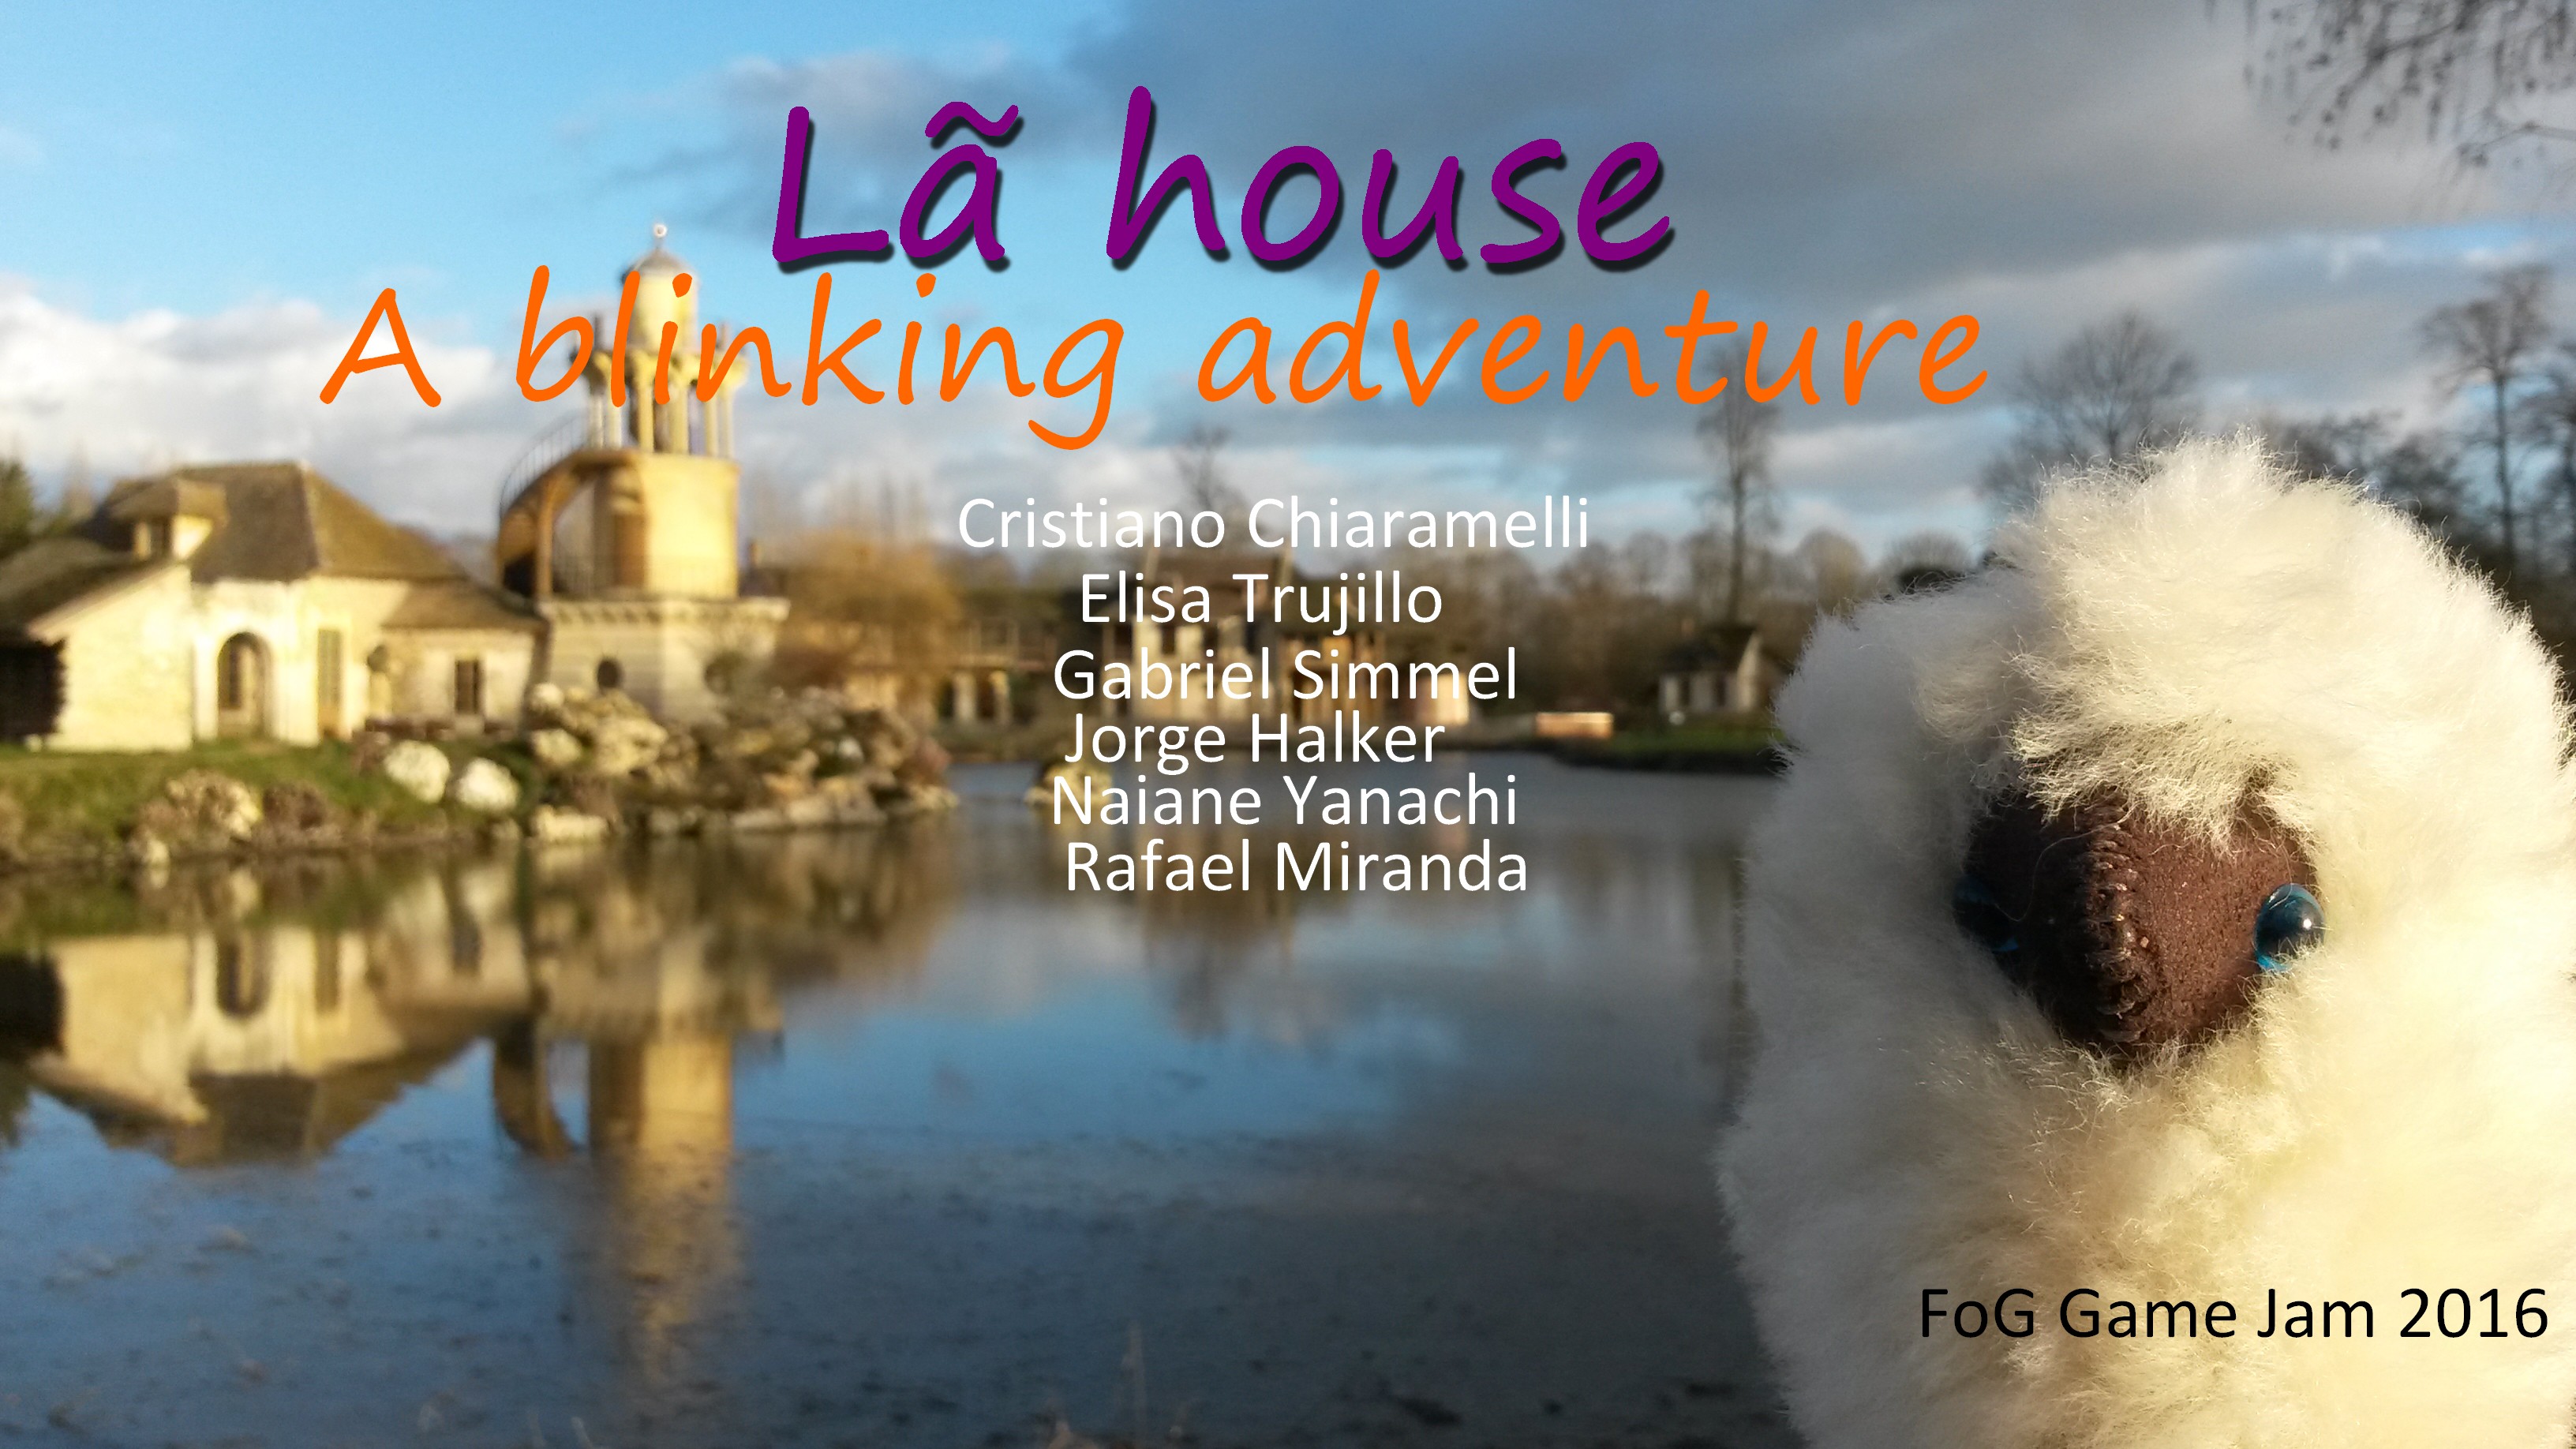 Lã house
A blinking adventure
Cristiano Chiaramelli
Elisa Trujillo
Gabriel Simmel
Jorge Halker
Naiane Yanachi
Rafael Miranda
FoG Game Jam 2016